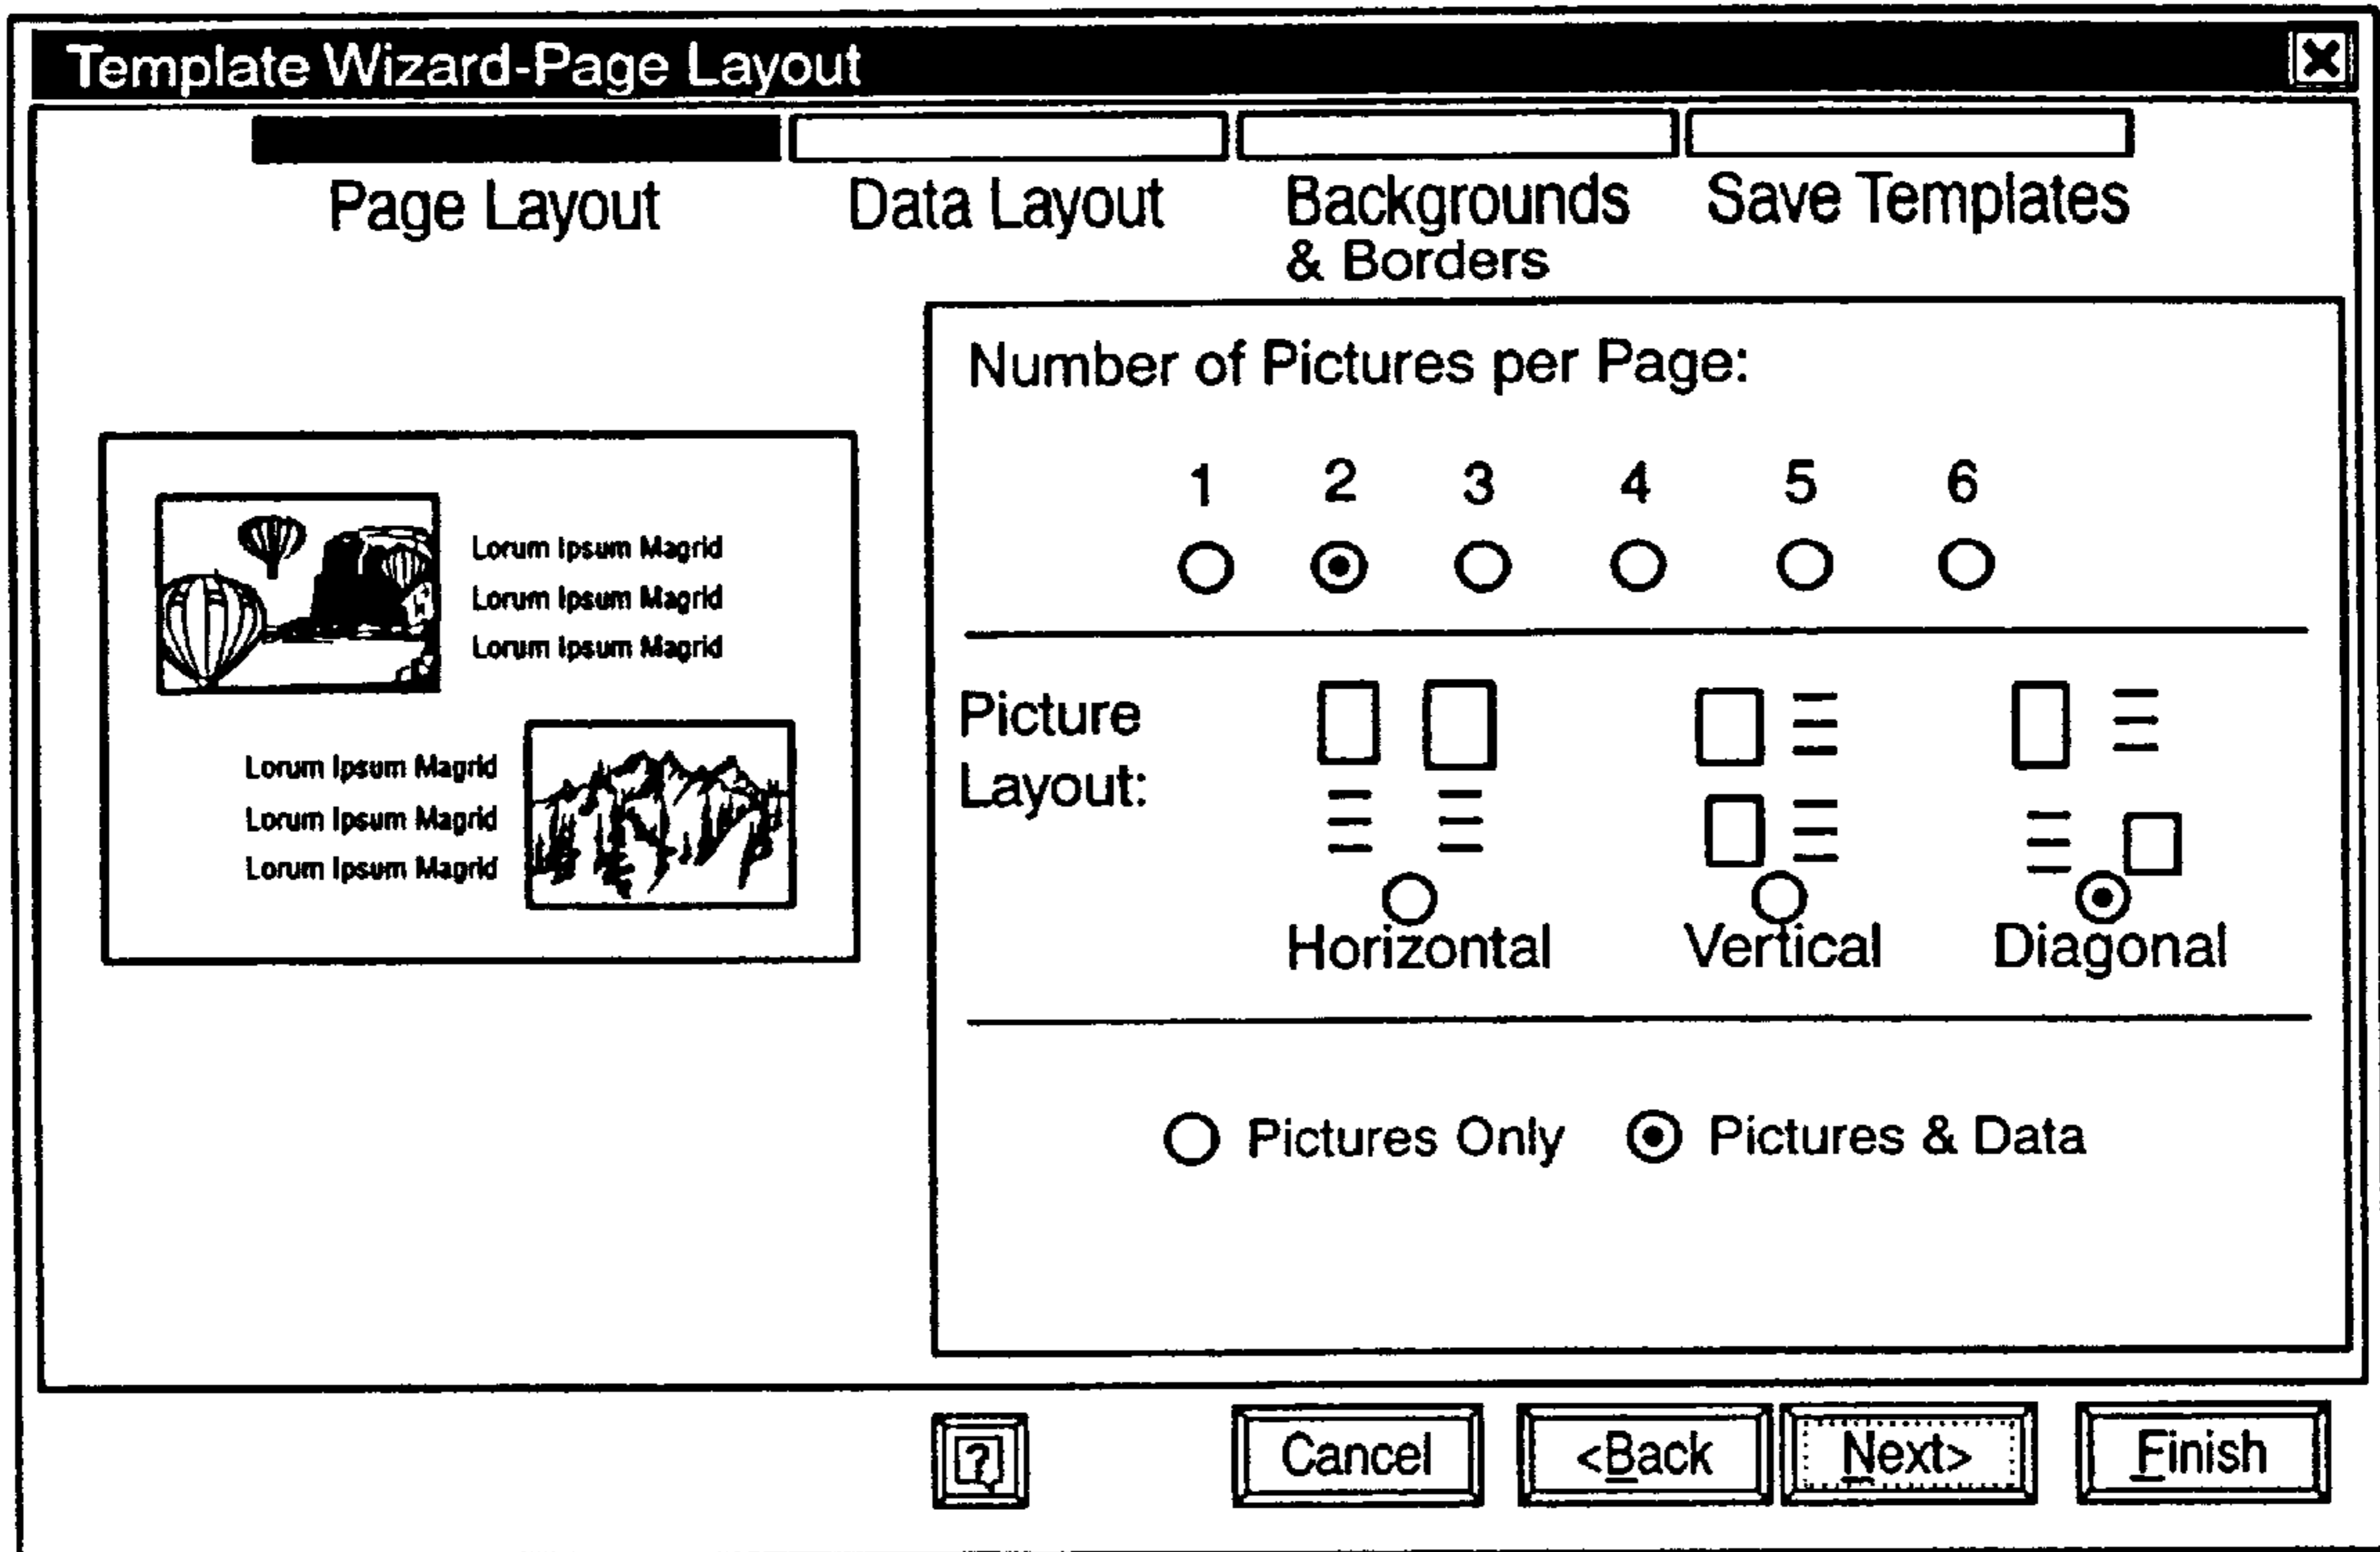 Template Wizard-Page Layout
Page Layout
Data Layout
Backgrounds
& Borders
Save Templates
Lorum Ipsum Magrid
Lorum Ipsum Magrid
Lorum Ipsum Magrid
Lorum Ipsum Magrid
Lorum Ipsum Magrid
Lorum Ipsum Magrid
Number of Pictures per Page:
1 2 3 4 5 6
Picture
Layout:
Horizontal Vertical Diagonal
Pictures Only Pictures & Data
? Cancel <Back Next> Finish